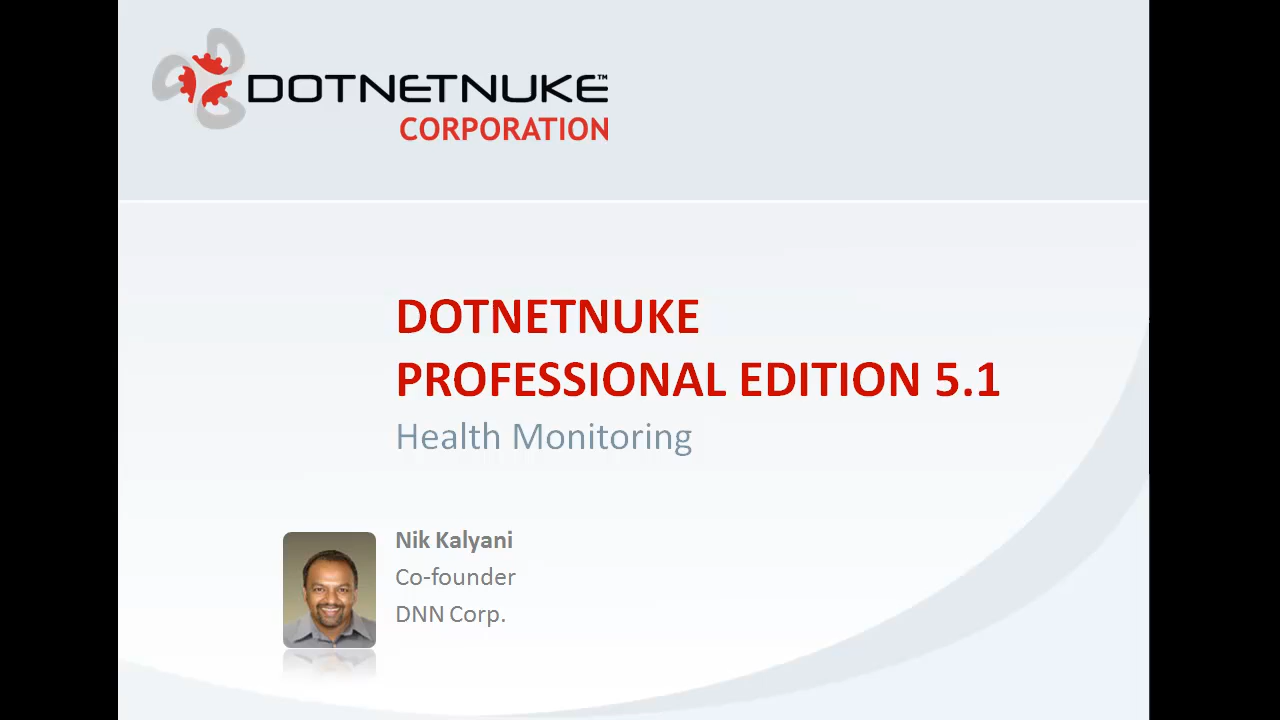 DOTNETNUKE™
CORPORATION
DOTNETNUKE
PROFESSIONAL EDITION 5.1
Health Monitoring
Nik Kalyani
Co-founder
DNN Corp.